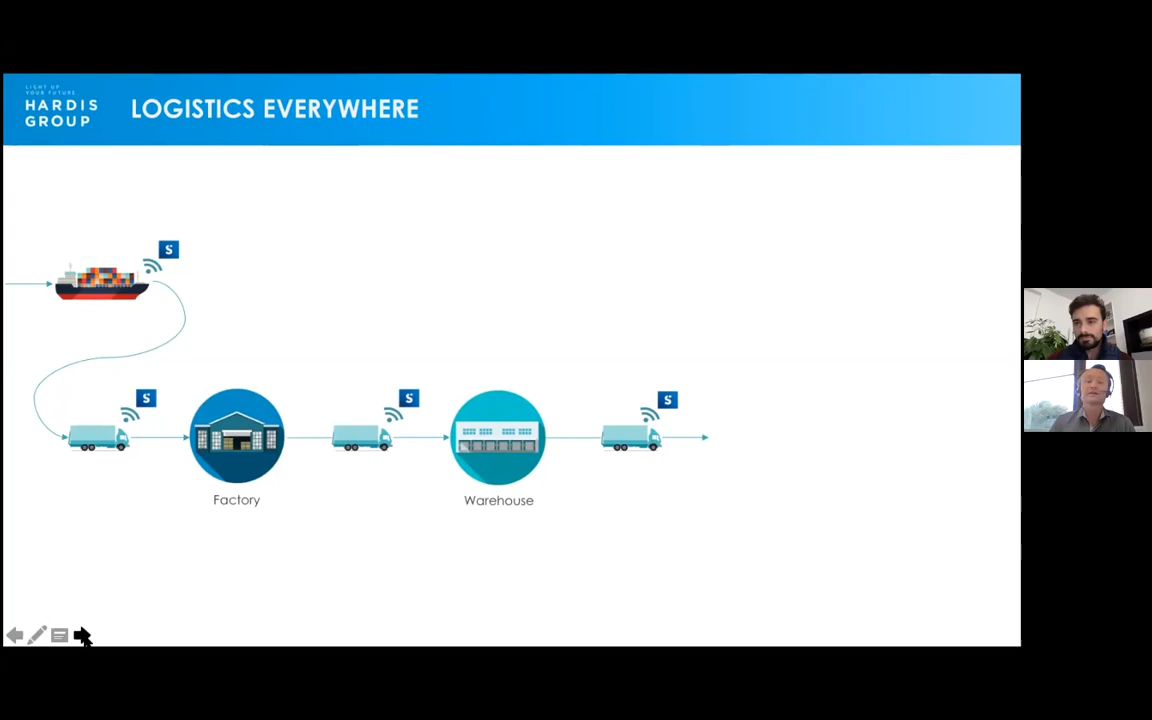 LIGHT UP
YOUR FUTURE
HARDIS
GROUP
LOGISTICS EVERYWHERE
S
S
S
S
Factory
Warehouse